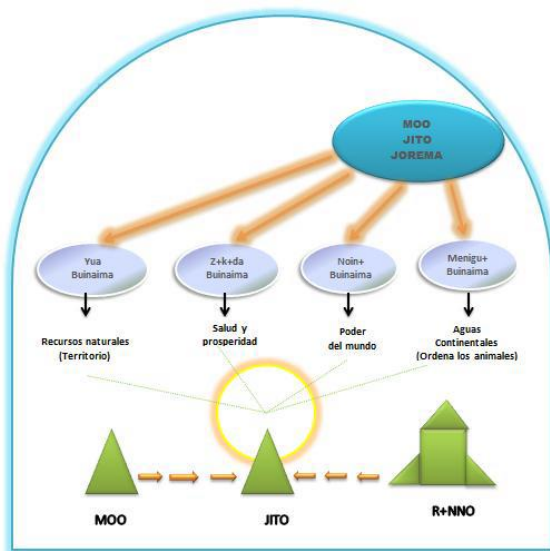 MOO
JITO
JOREMA
Yua
Buinaima
Z+k+da
Buinaima
Noin+
Buinaima
Menigu+
Buinaima
Recursos naturales
(Territorio)
Salud y
prosperidad
Poder
del mundo
Aguas
Continentales
(Ordena los animales)
MOO
JITO
R+NNO